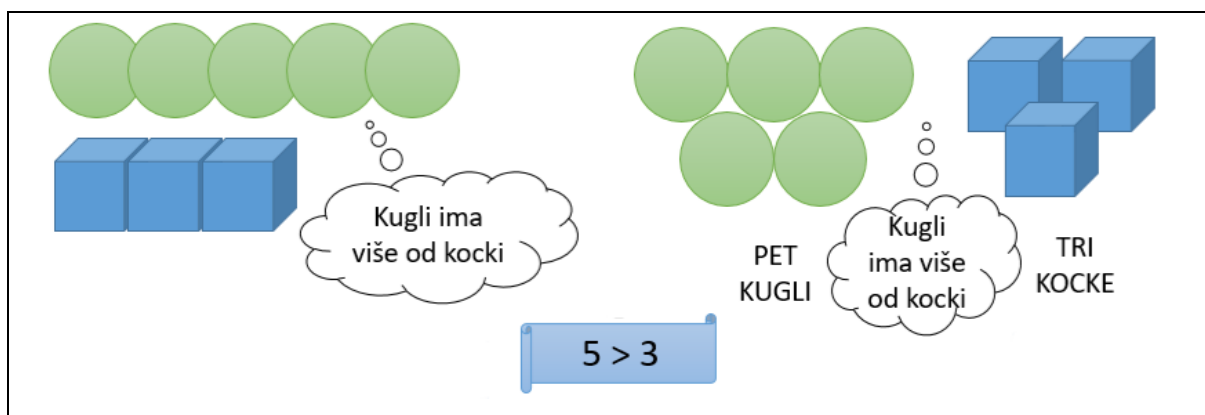 Kugli ima
više od kocki
PET
KUGLI
Kugli
ima više
od kocki
TRI
KOCKE
5 > 3